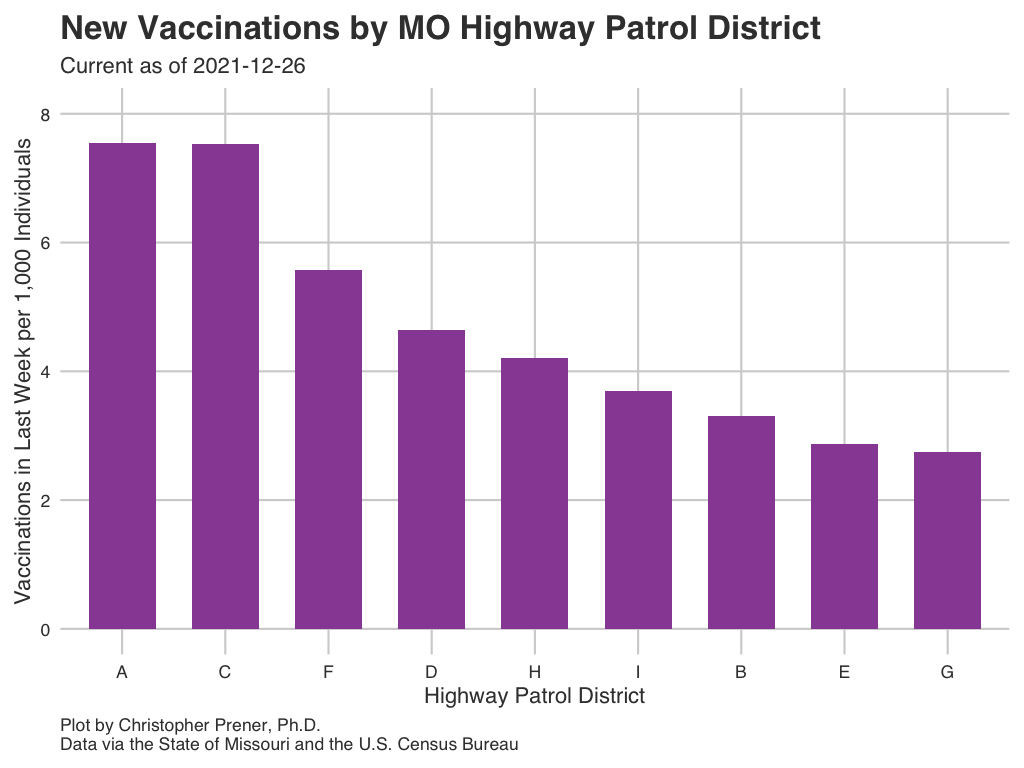 New Vaccinations by MO Highway Patrol District
Current as of 2021-12-26
Vaccinations in Last Week per 1,000 Individuals
8
6
4
2
0
A C F D H I B E G
Highway Patrol District
Plot by Christopher Prener, Ph.D.
Data via the State of Missouri and the U.S. Census Bureau